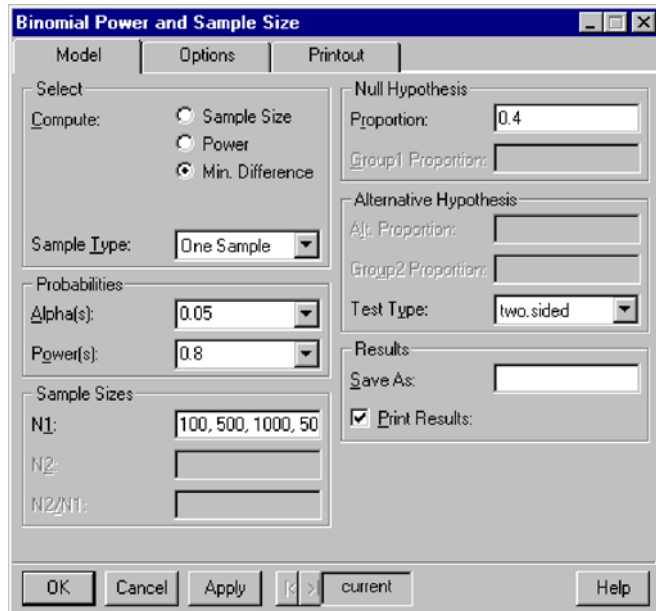 Binomial Power and Sample Size
Model
Options
Printout
Select
Compute:
Sample Size
Power
Min. Difference
Sample Type:
One Sample
Probabilities
Alpha(s):
0.05
Power(s):
0.8
Sample Sizes
N1:
100, 500, 1000, 50
N2:
N2/N1:
Null Hypothesis
Proportion:
0.4
Group1 Proportion:
Alternative Hypothesis
Alt. Proportion:
Group2 Proportion:
Test Type:
two.sided
Results
Save As:
Print Results:
OK
Cancel
Apply
current
Help